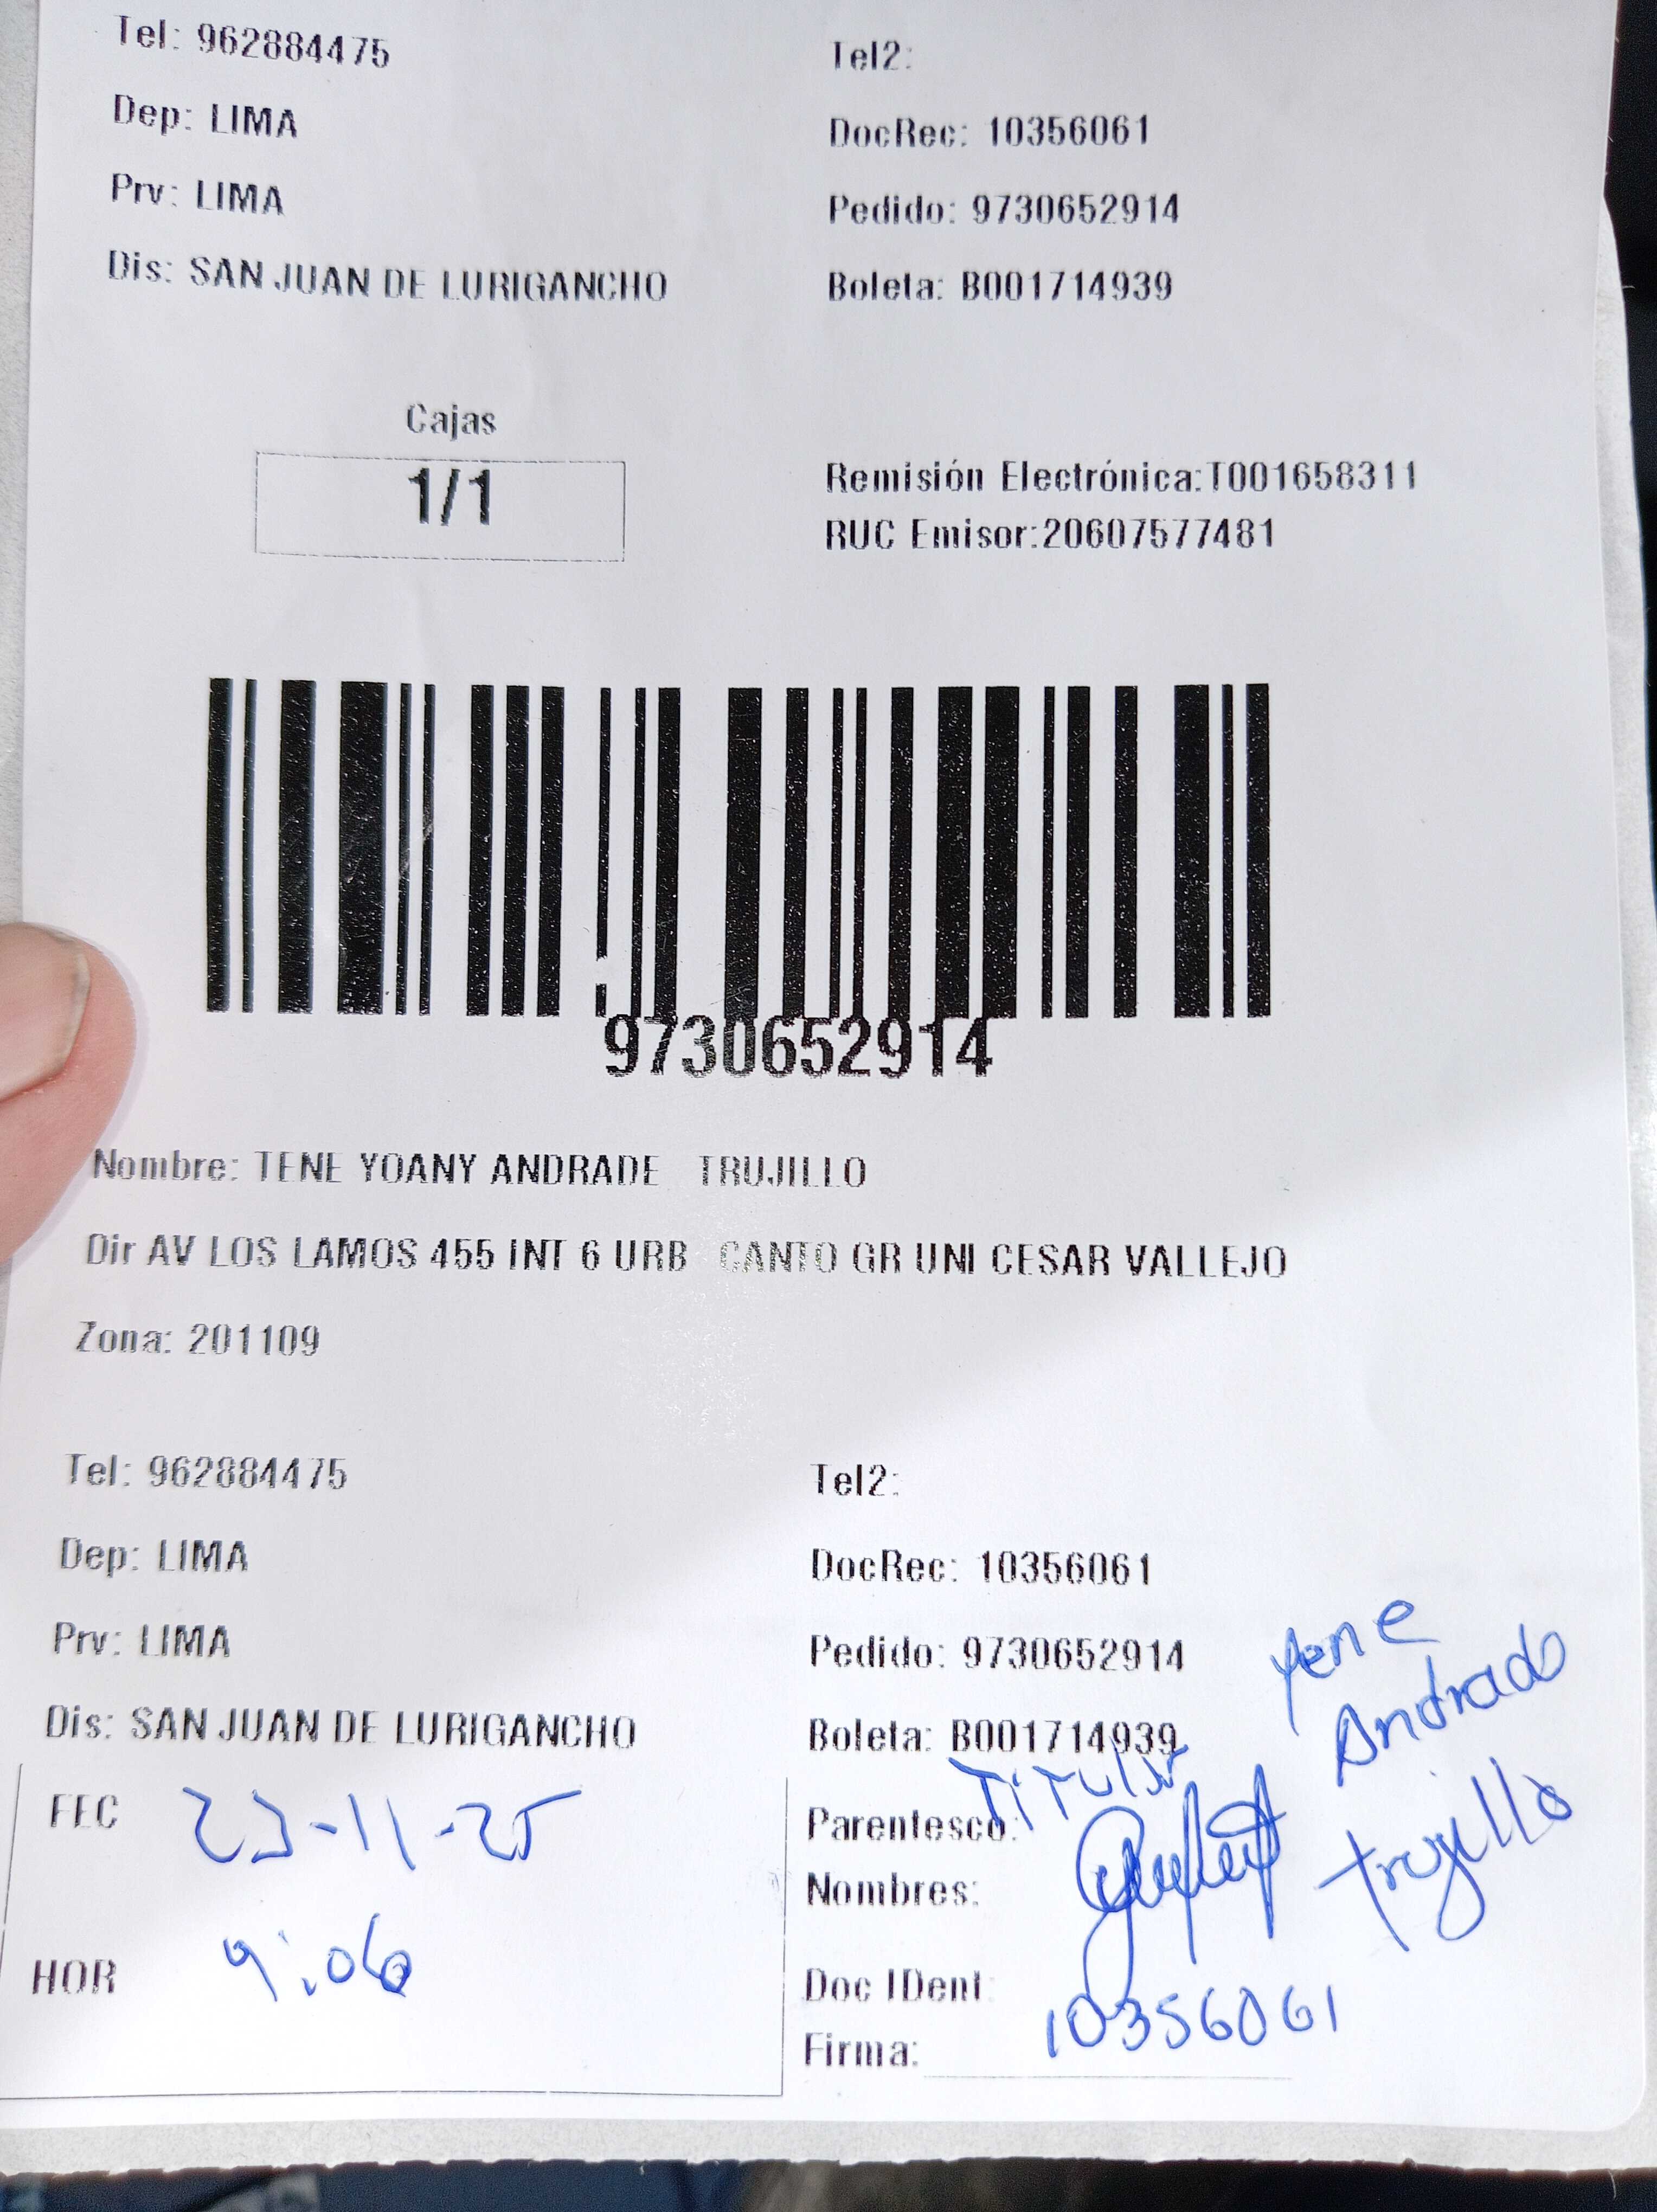 Tel: 962884475
Tel2:
Dep: LIMA
DocRec: 10356061
Prv: LIMA
Pedido: 9730652914
Dis: SAN JUAN DE LURIGANCHO
Boleta: B001714939
Cajas
1/1
Remisión Electrónica:T001658311
RUC Emisor:20607577481
9730652914
Nombre: TENE YOANY ANDRADE TRUJILLO
Dir AV LOS LAMOS 455 INT 6 URB CANTO GR UNI CESAR VALLEJO
Zona: 201109
Tel: 962884475
Tel2:
Dep: LIMA
DocRec: 10356061
Prv: LIMA
Pedido: 9730652914
Dis: SAN JUAN DE LURIGANCHO
Boleta: B001714939
FEC 23-11-25
Parentesco: Titular
Nombres:
Andrade
Trujillo
HOR 9:06
Doc IDent: 10356061
Firma: